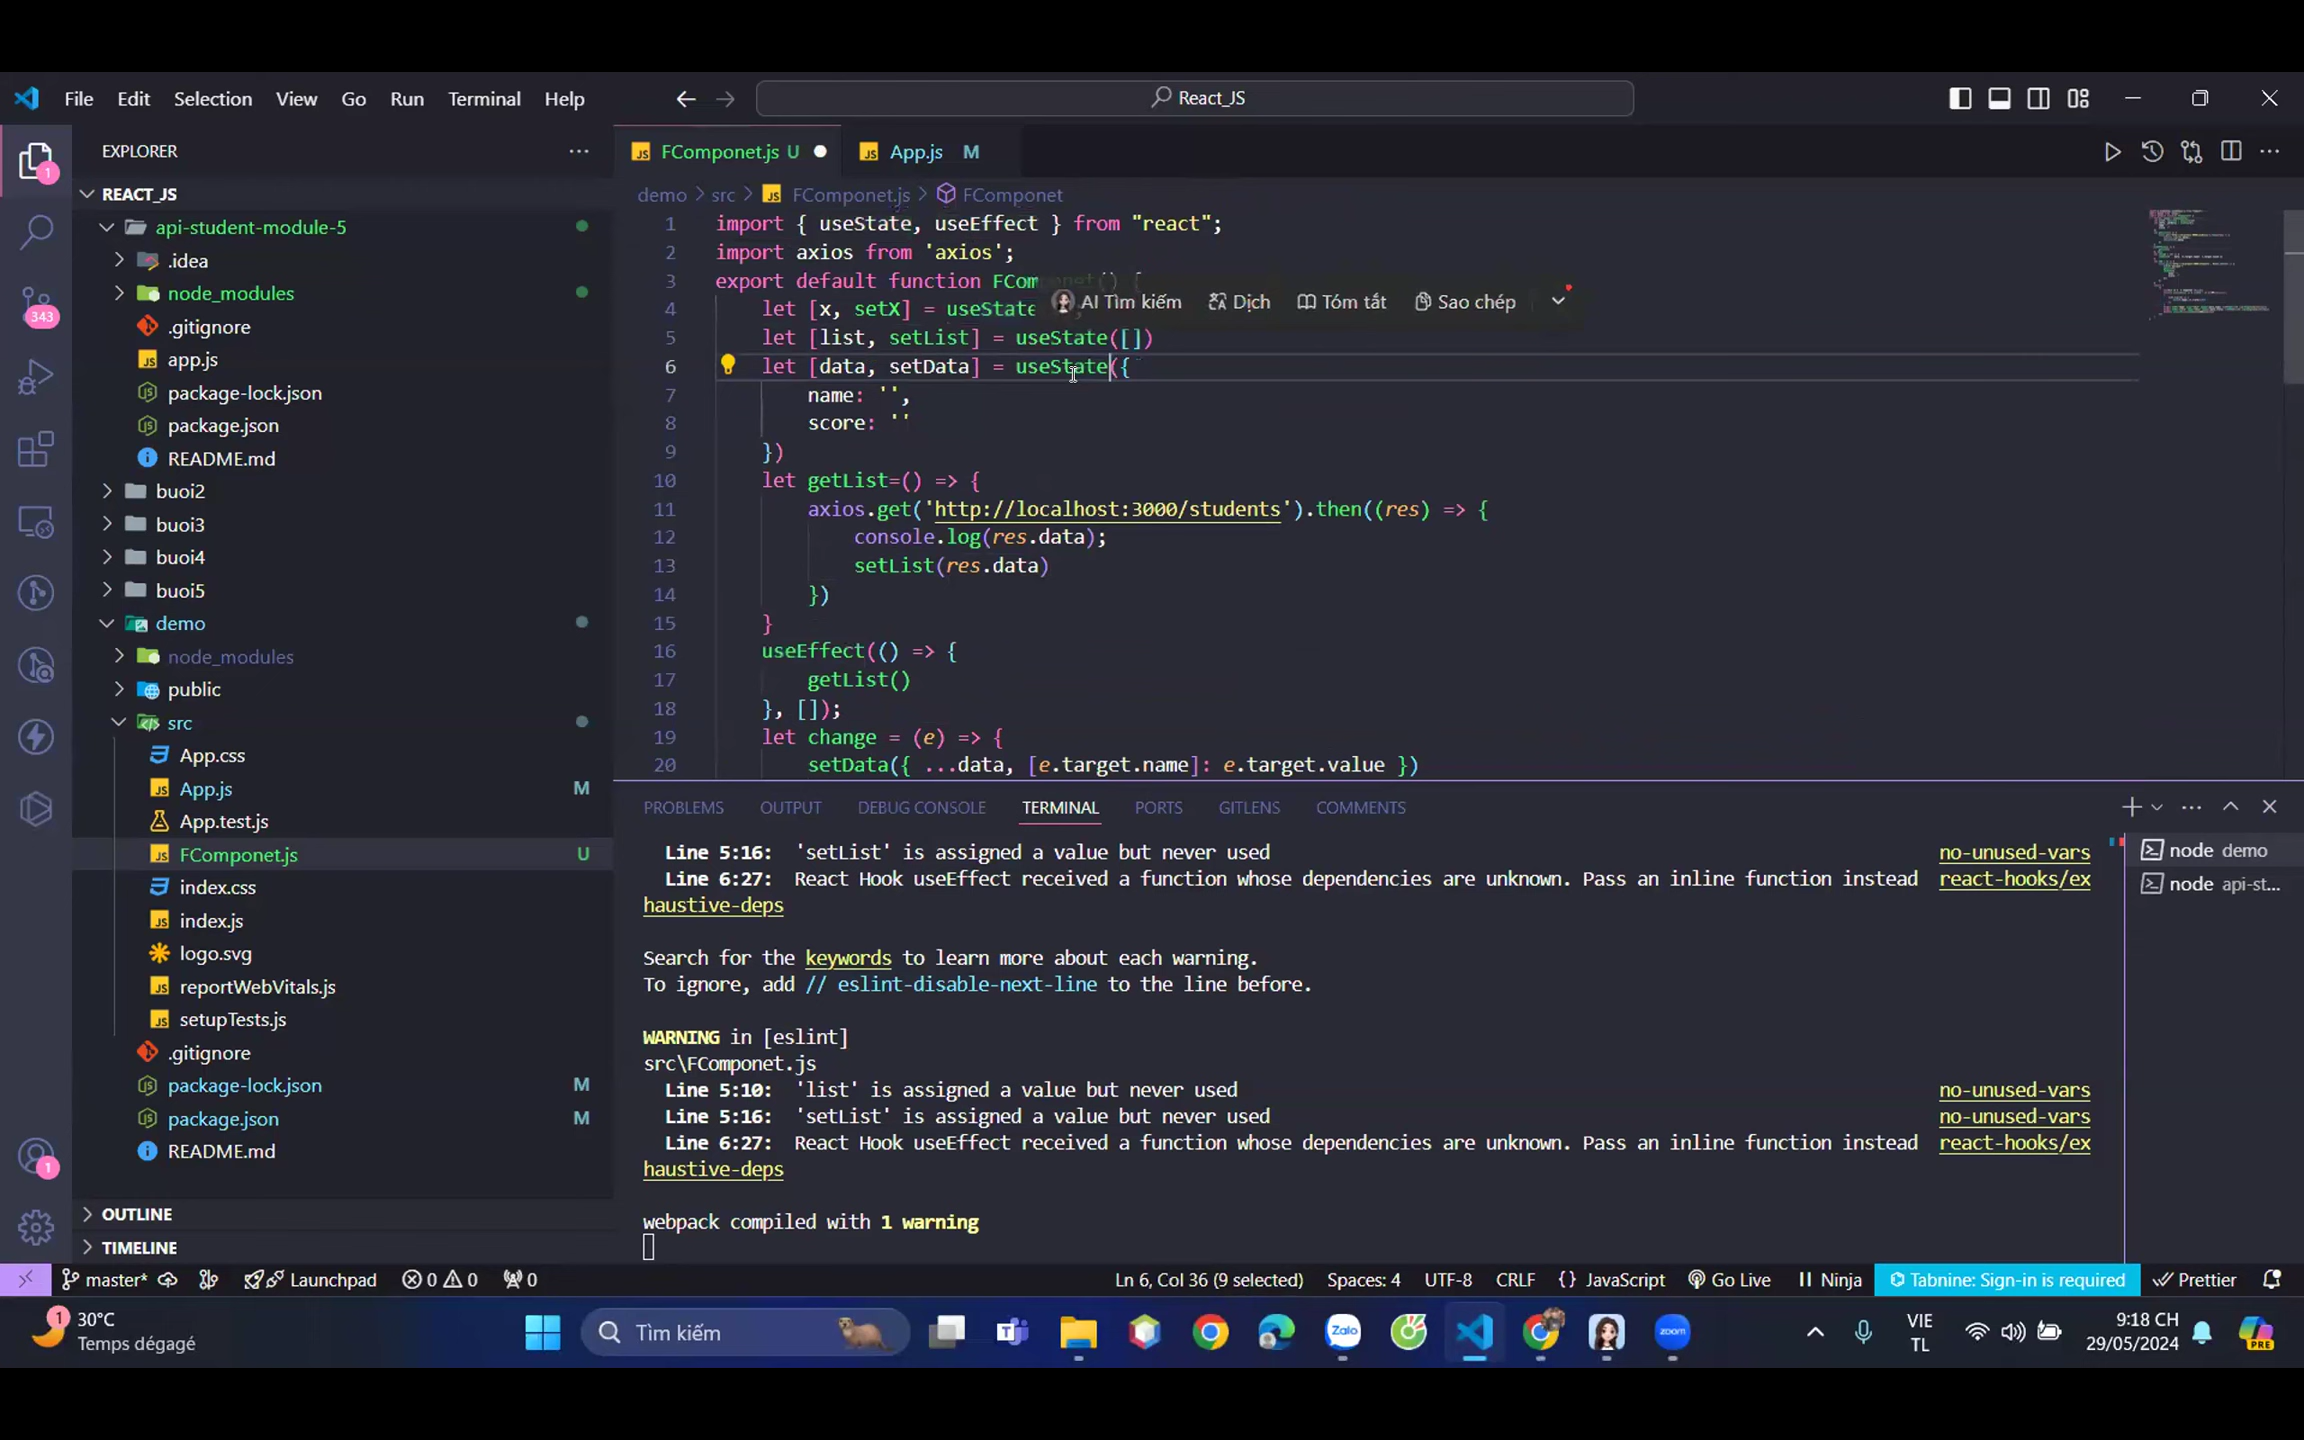 File Edit Selection View Go Run Terminal Help
React_JS
EXPLORER
FComponet.js U
App.js M
REACT_JS
demo > src > FComponet.js > FComponet
api-student-module-5
.idea
node_modules
.gitignore
app.js
package-lock.json
package.json
README.md
buoi2
buoi3
buoi4
buoi5
demo
node_modules
public
src
App.css
App.js M
App.test.js
FComponet.js U
index.css
index.js
logo.svg
reportWebVitals.js
setupTests.js
.gitignore
package-lock.json M
package.json M
README.md
OUTLINE
TIMELINE
1
343
1
1 import { useState, useEffect } from "react";
2 import axios from 'axios';
3 export default function FCom
AI Tìm kiếm Dịch Tóm tắt Sao chép
4 let [x, setX] = useState
5 let [list, setList] = useState([])
6 let [data, setData] = useState({
7 name: '',
8 score: ''
9 })
10 let getList=() => {
11 axios.get('http://localhost:3000/students').then((res) => {
12 console.log(res.data);
13 setList(res.data)
14 })
15 }
16 useEffect(() => {
17 getList()
18 }, []);
19 let change = (e) => {
20 setData({ ...data, [e.target.name]: e.target.value })
PROBLEMS OUTPUT DEBUG CONSOLE TERMINAL PORTS GITLENS COMMENTS
Line 5:16: 'setList' is assigned a value but never used no-unused-vars
Line 6:27: React Hook useEffect received a function whose dependencies are unknown. Pass an inline function instead react-hooks/ex
haustive-deps
Search for the keywords to learn more about each warning.
To ignore, add // eslint-disable-next-line to the line before.
WARNING in [eslint]
src\FComponet.js
Line 5:10: 'list' is assigned a value but never used no-unused-vars
Line 5:16: 'setList' is assigned a value but never used no-unused-vars
Line 6:27: React Hook useEffect received a function whose dependencies are unknown. Pass an inline function instead react-hooks/ex
haustive-deps
webpack compiled with 1 warning
node demo
node api-st...
master* Launchpad 0 0 0 Ln 6, Col 36 (9 selected) Spaces: 4 UTF-8 CRLF {} JavaScript Go Live Ninja Tabnine: Sign-in is required Prettier
1
30°C
Temps dégagé
Tìm kiếm
Zalo
zoom
VIE
TL
9:18 CH
29/05/2024
PRE